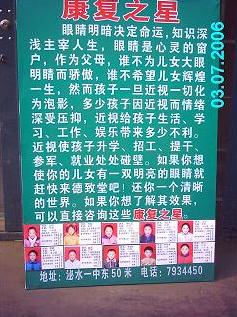 康复之星
眼睛明暗决定命运,知识深
浅主宰人生,眼睛是心灵的窗
户,作为父母,谁不为儿女大眼
明睛而骄傲,谁不希望儿女辉煌
一生,然而孩子一旦近视一切化
为泡影,多少孩子因近视而情绪
深受压抑,近视给孩子生活、学
习、工作、娱乐带来多少不利。
近视使孩子升学、招工、提干、
参军、就业处处碰壁。如果你想
使你的儿女有一双明亮的眼睛就
赶快来德致堂吧!还你一个清晰
的世界。如果你想了解其效果,
可以直接咨询这些康复之星。
地址:泌水一中东50米 电话:7934450
03.07.2006